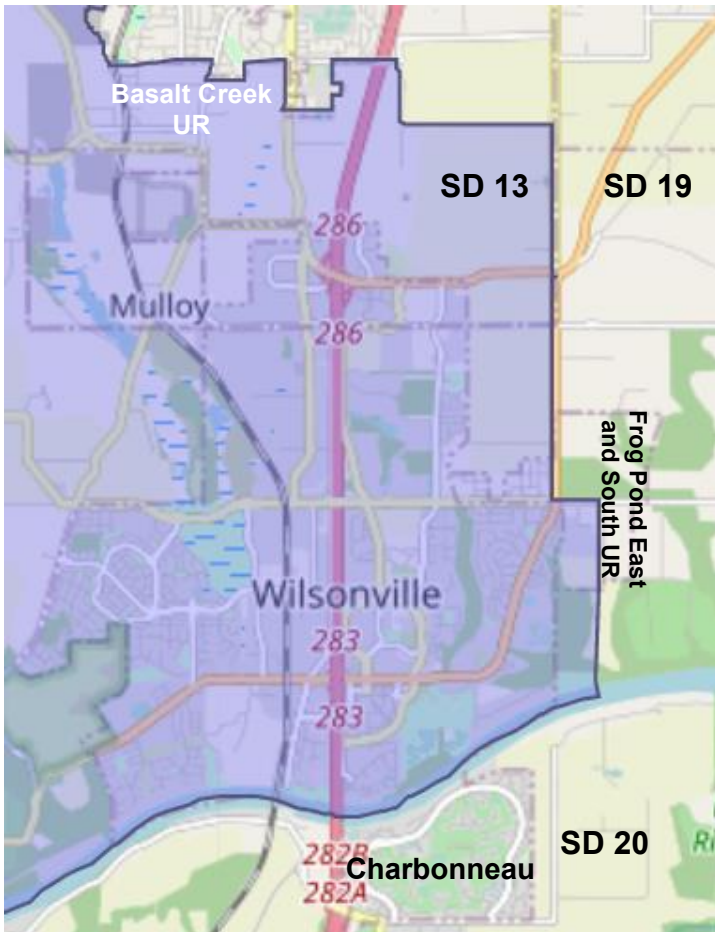 Basalt Creek
UR
SD 13
SD 19
286
Mulloy
286
Frog Pond East
and South UR
Wilsonville
283
283
SD 20
282B
Charbonneau
282A